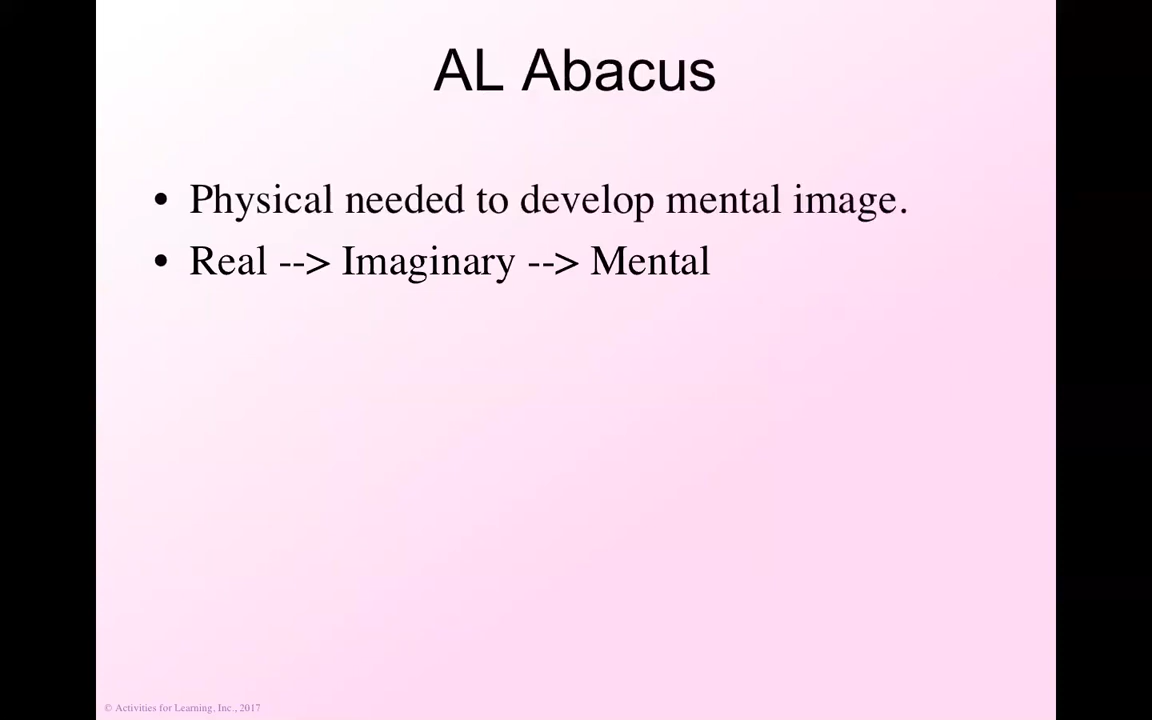 AL Abacus
• Physical needed to develop mental image.
• Real --> Imaginary --> Mental
© Activities for Learning, Inc., 2017